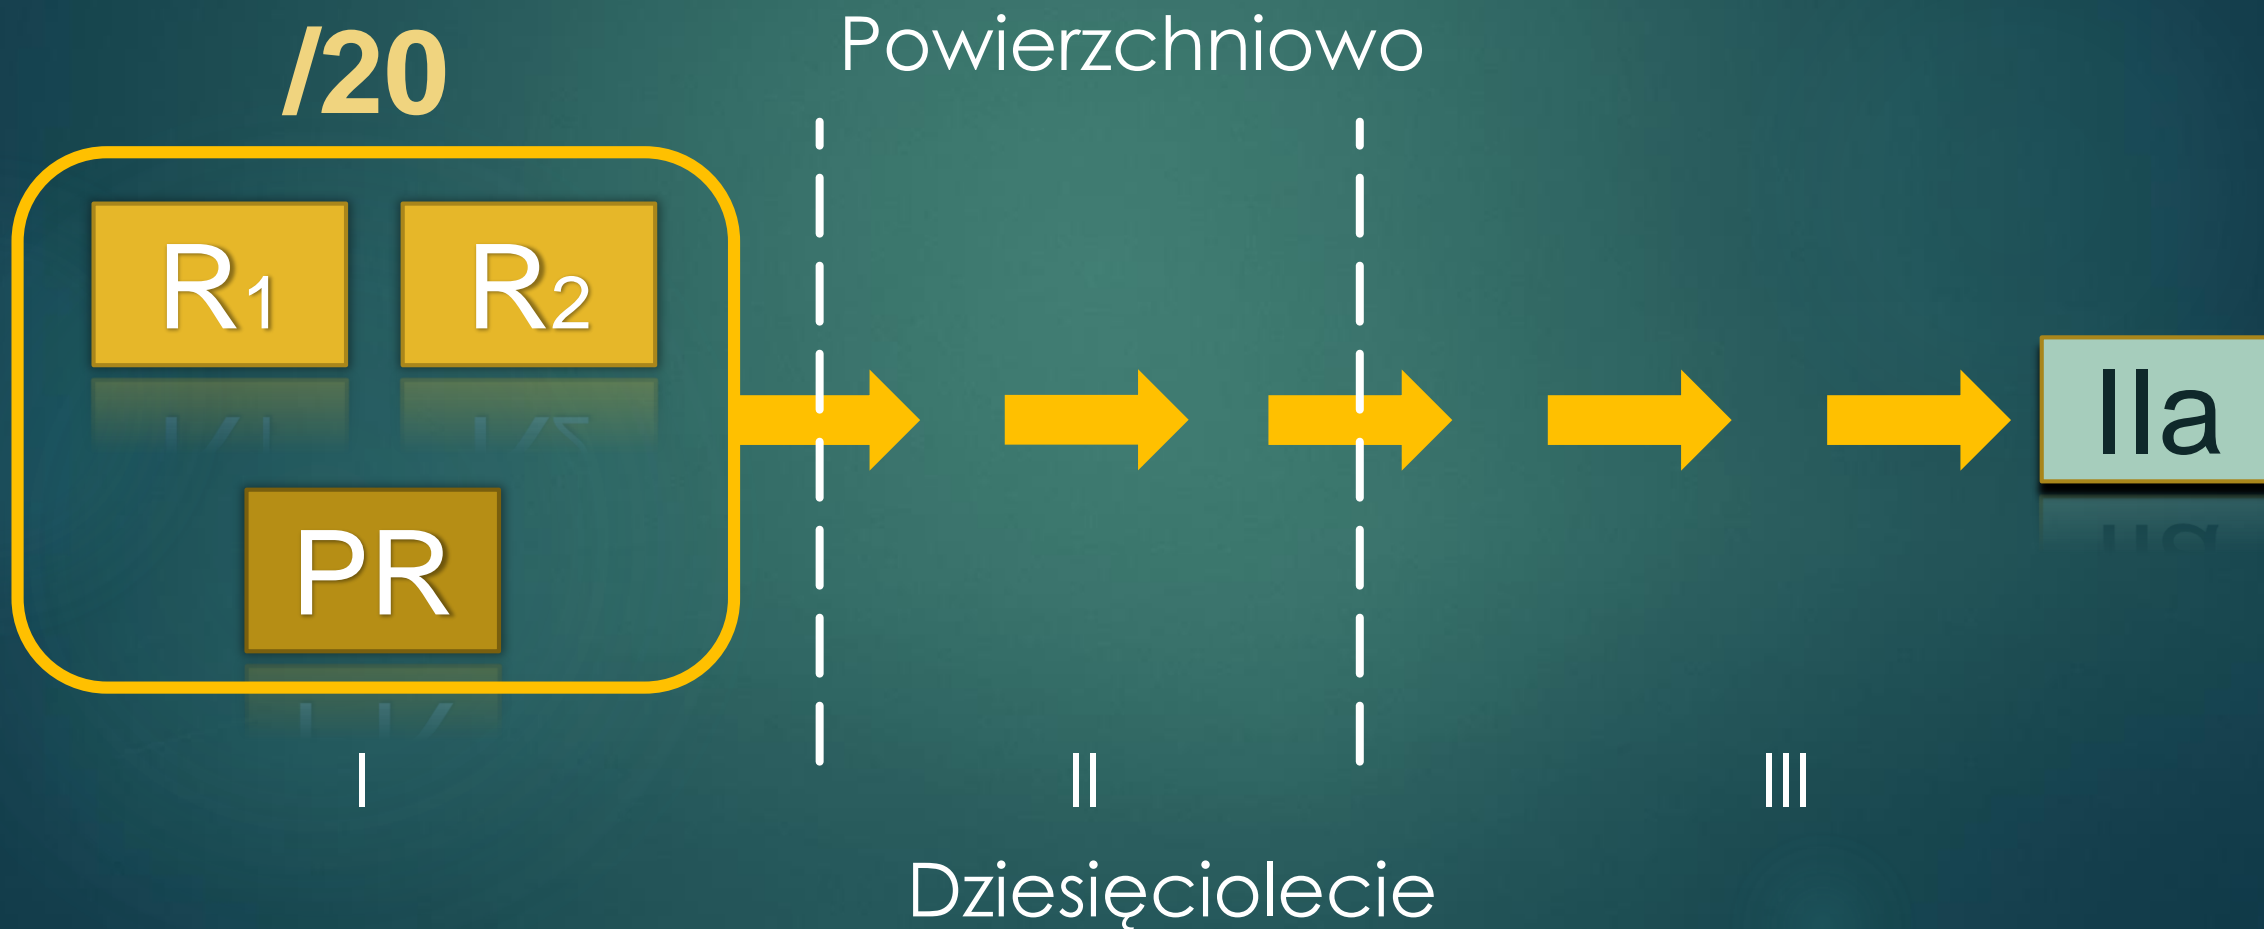 Powierzchniowo
/20
R1 R2
PR
IIa
I II III
Dziesięciolecie